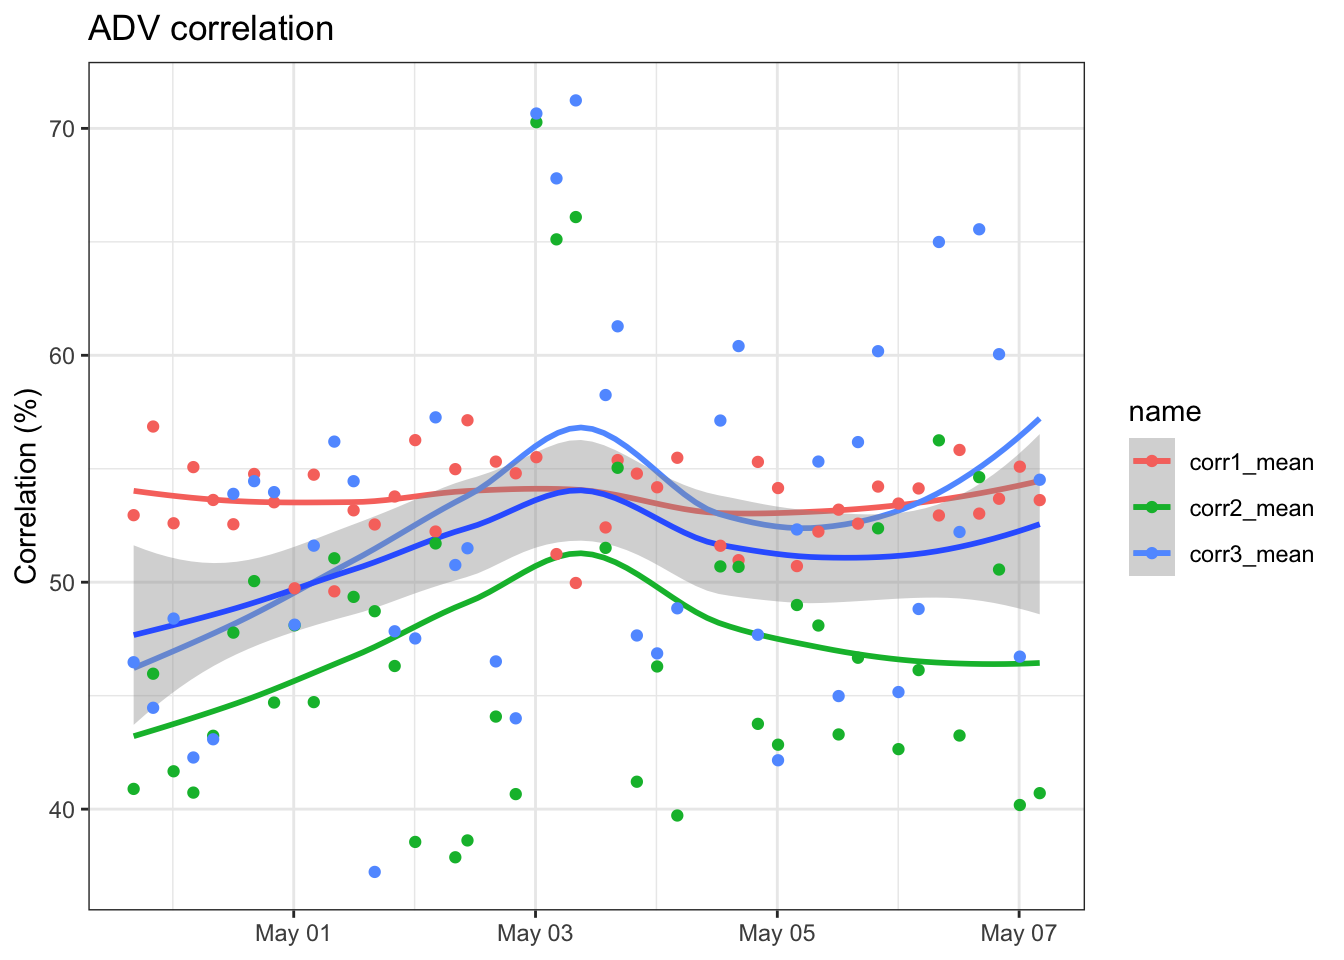 ADV correlation
Correlation (%)
70
60
50
40
May 01
May 03
May 05
May 07
name
corr1_mean
corr2_mean
corr3_mean